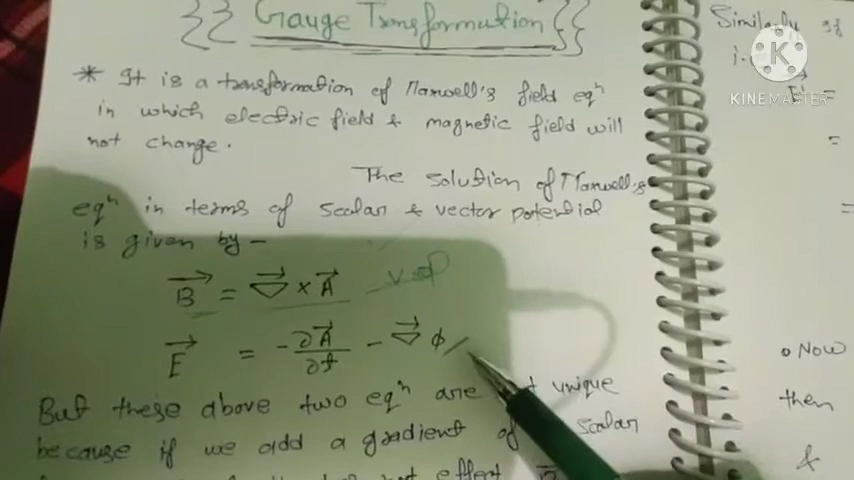 Gauge Transformation
* It is a transformation of Maxwell's field eqⁿ
in which electric field & magnetic field will
not change.
The solution of Maxwell's
eqⁿ in terms of scalar & vector potential
is given by –
B⃗ = ∇⃗ × A⃗
E⃗ = -∂A⃗/∂t - ∇⃗ϕ
But these above two eqⁿ are unique
because if we add a gradient of scalar
effect
Similarly if
i.e.
=
=
=
• Now
then
&
KINEMASTER